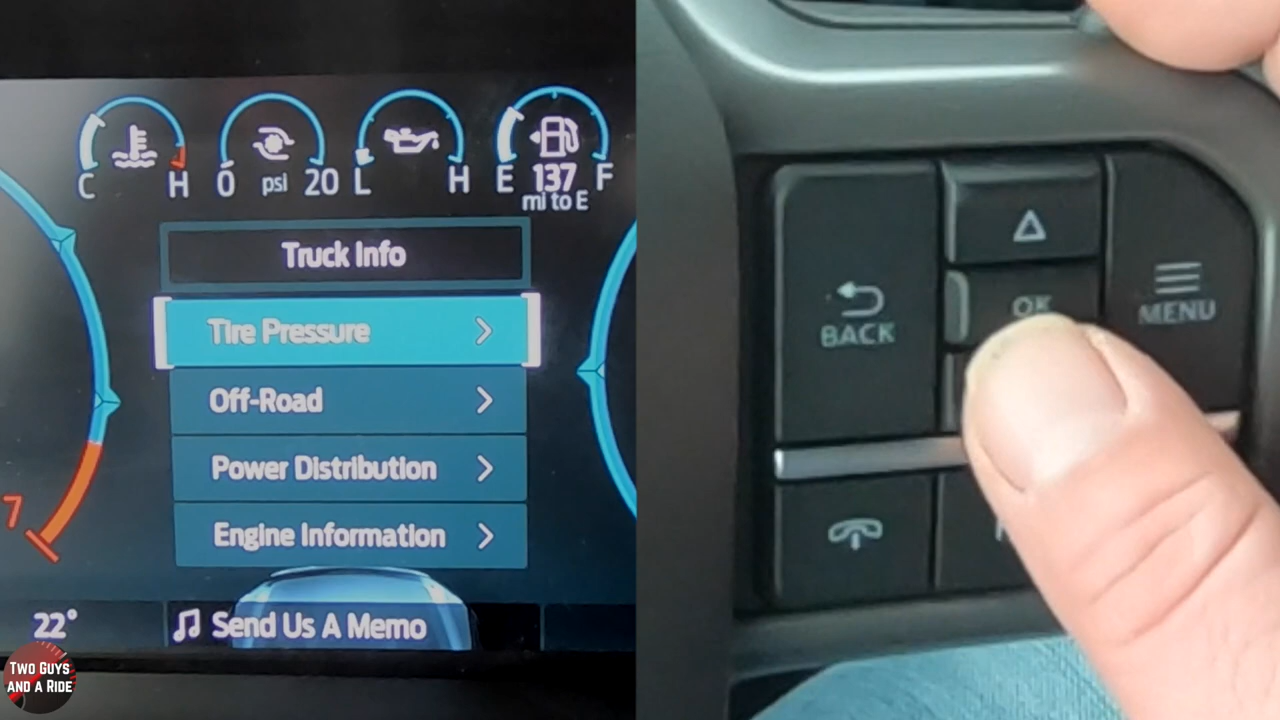 C H 0 psi 20 L H E 137 F
mi to E
Truck Info
Tire Pressure
Off-Road
Power Distribution
Engine Information
7
22°
Send Us A Memo
TWO GUYS
AND A RIDE
OK
BACK
MENU